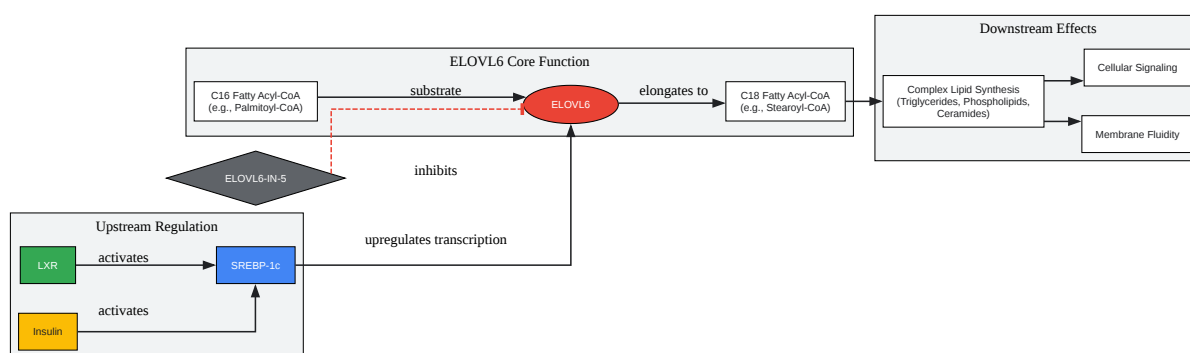 Downstream Effects
ELOVL6 Core Function
Cellular Signaling
C16 Fatty Acyl-CoA
(e.g., Palmitoyl-CoA)
substrate
ELOVL6
elongates to
C18 Fatty Acyl-CoA
(e.g., Stearoyl-CoA)
Complex Lipid Synthesis
(Triglycerides, Phospholipids,
Ceramides)
Membrane Fluidity
ELOVL6-IN-5
inhibits
Upstream Regulation
upregulates transcription
LXR
activates
SREBP-1c
activates
Insulin